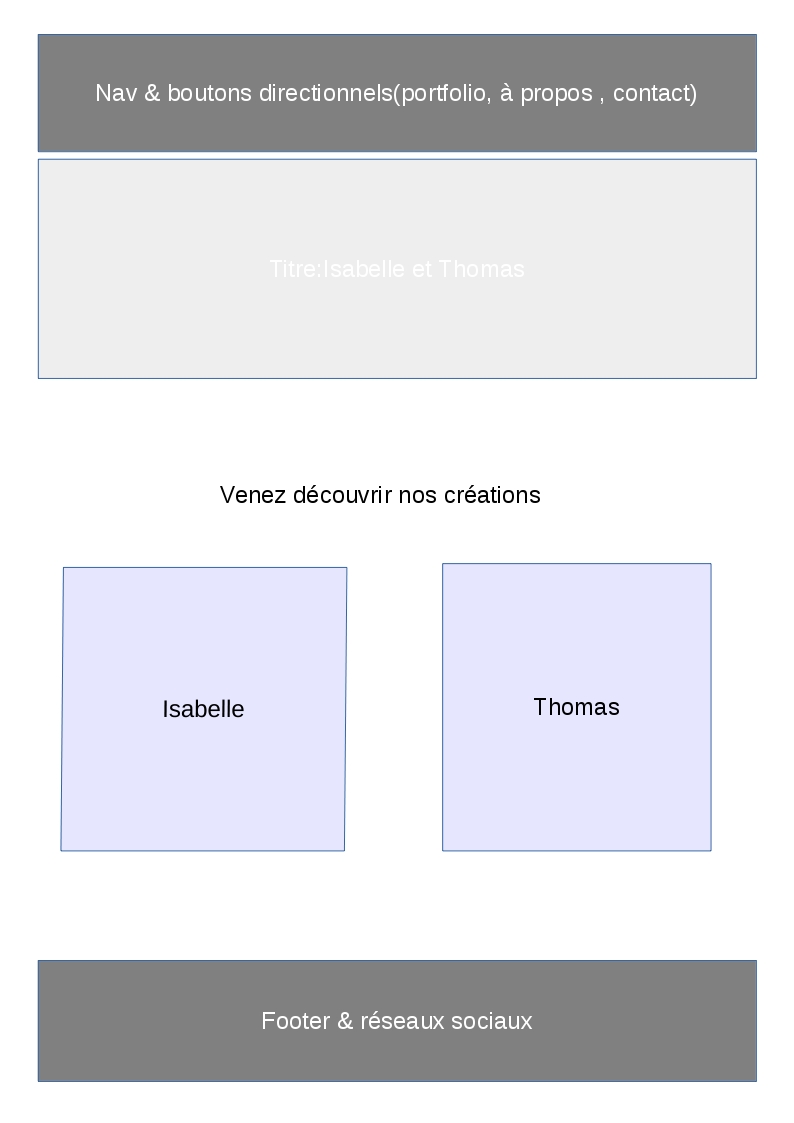 Nav & boutons directionnels(portfolio, à propos , contact)
Titre:Isabelle et Thomas
Venez découvrir nos créations
Isabelle
Thomas
Footer & réseaux sociaux